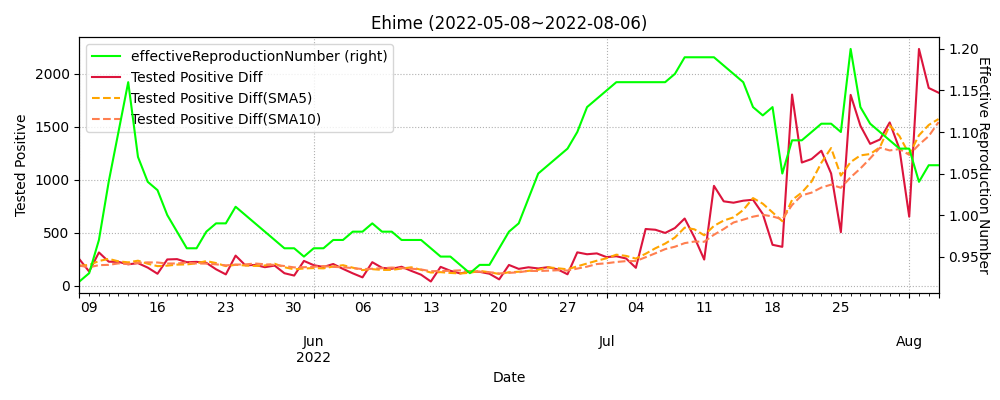 Ehime (2022-05-08~2022-08-06)
effectiveReproductionNumber (right)
Tested Positive Diff
Tested Positive Diff(SMA5)
Tested Positive Diff(SMA10)
Tested Positive
2000
1500
1000
500
0
1.20
1.15
1.10
1.05
1.00
0.95
Effective Reproduction Number
09 16 23 30 06 13 20 27 04 11 18 25
Jun Jul Aug
2022
Date